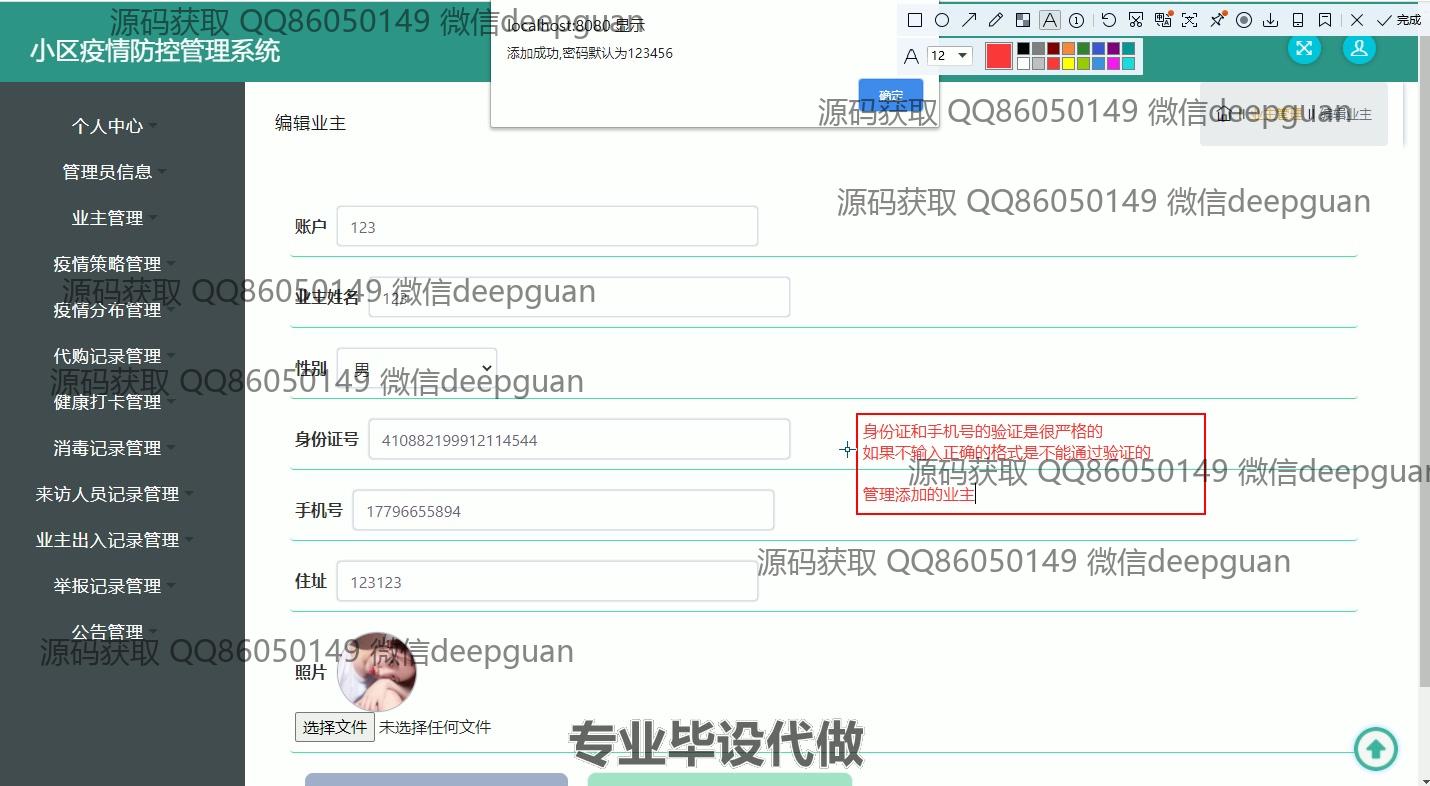 源码获取 QQ86050149 微信deepguan
小区疫情防控管理系统
localhost:8080 显示
添加成功,密码默认为123456
确定
12
完成
源码获取 QQ86050149 微信deepguan
编辑业主
业主管理
编辑业主
个人中心
管理员信息
业主管理
疫情策略管理
疫情分布管理
代购记录管理
健康打卡管理
消毒记录管理
来访人员记录管理
业主出入记录管理
举报记录管理
公告管理
源码获取 QQ86050149 微信deepguan
账户 123
源码获取 QQ86050149 微信deepguan
业主姓名 123
性别 男
源码获取 QQ86050149 微信deepguan
身份证号 410882199912114544
身份证和手机号的验证是很严格的
如果不输入正确的格式是不能通过验证的
源码获取 QQ86050149 微信deepguan
管理添加的业主
手机号 17796655894
源码获取 QQ86050149 微信deepguan
住址 123123
源码获取 QQ86050149 微信deepguan
照片
选择文件 未选择任何文件
专业毕设代做